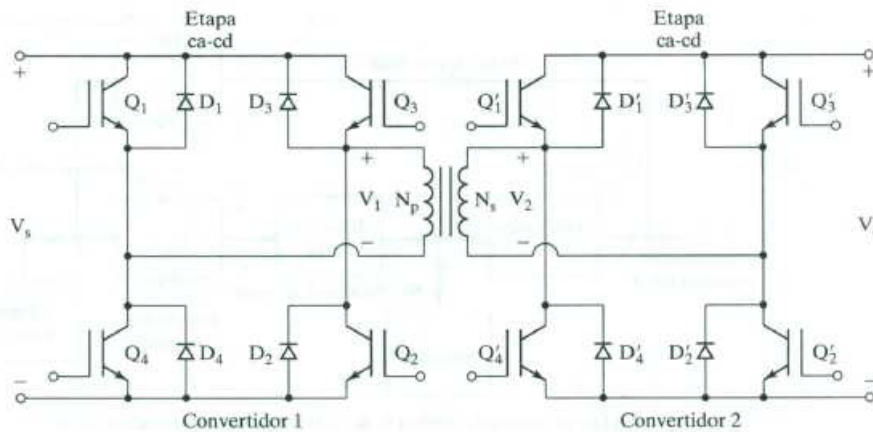 Etapa
ca-cd
Etapa
ca-cd
+ + +
Q₁ D₁ D₃ Q₃ Q′₁ D′₁ D′₃ Q′₃
+ +
Vₛ V₁ Nₚ Nₛ V₂ V
− −
Q₄ D₄ D₂ Q₂ Q′₄ D′₄ D′₂ Q′₂
− −
Convertidor 1
Convertidor 2